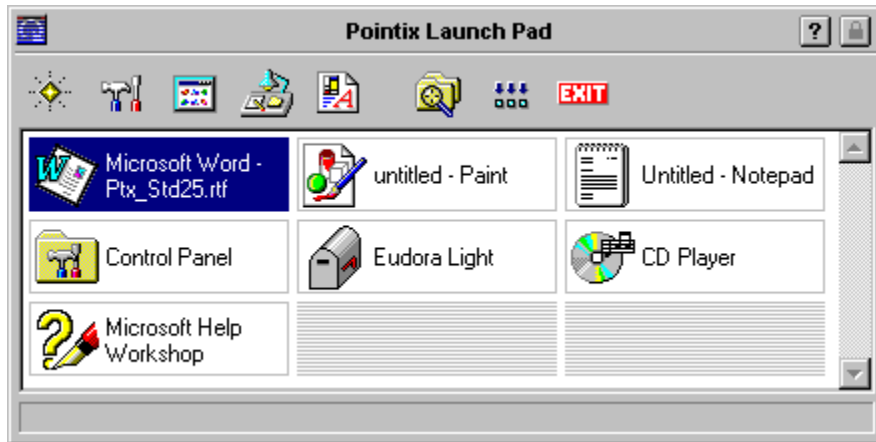 Pointix Launch Pad
?
A
EXIT
W
Microsoft Word -
Ptx_Std25.rtf
untitled - Paint
Untitled - Notepad
Control Panel
Eudora Light
CD Player
?
Microsoft Help
Workshop